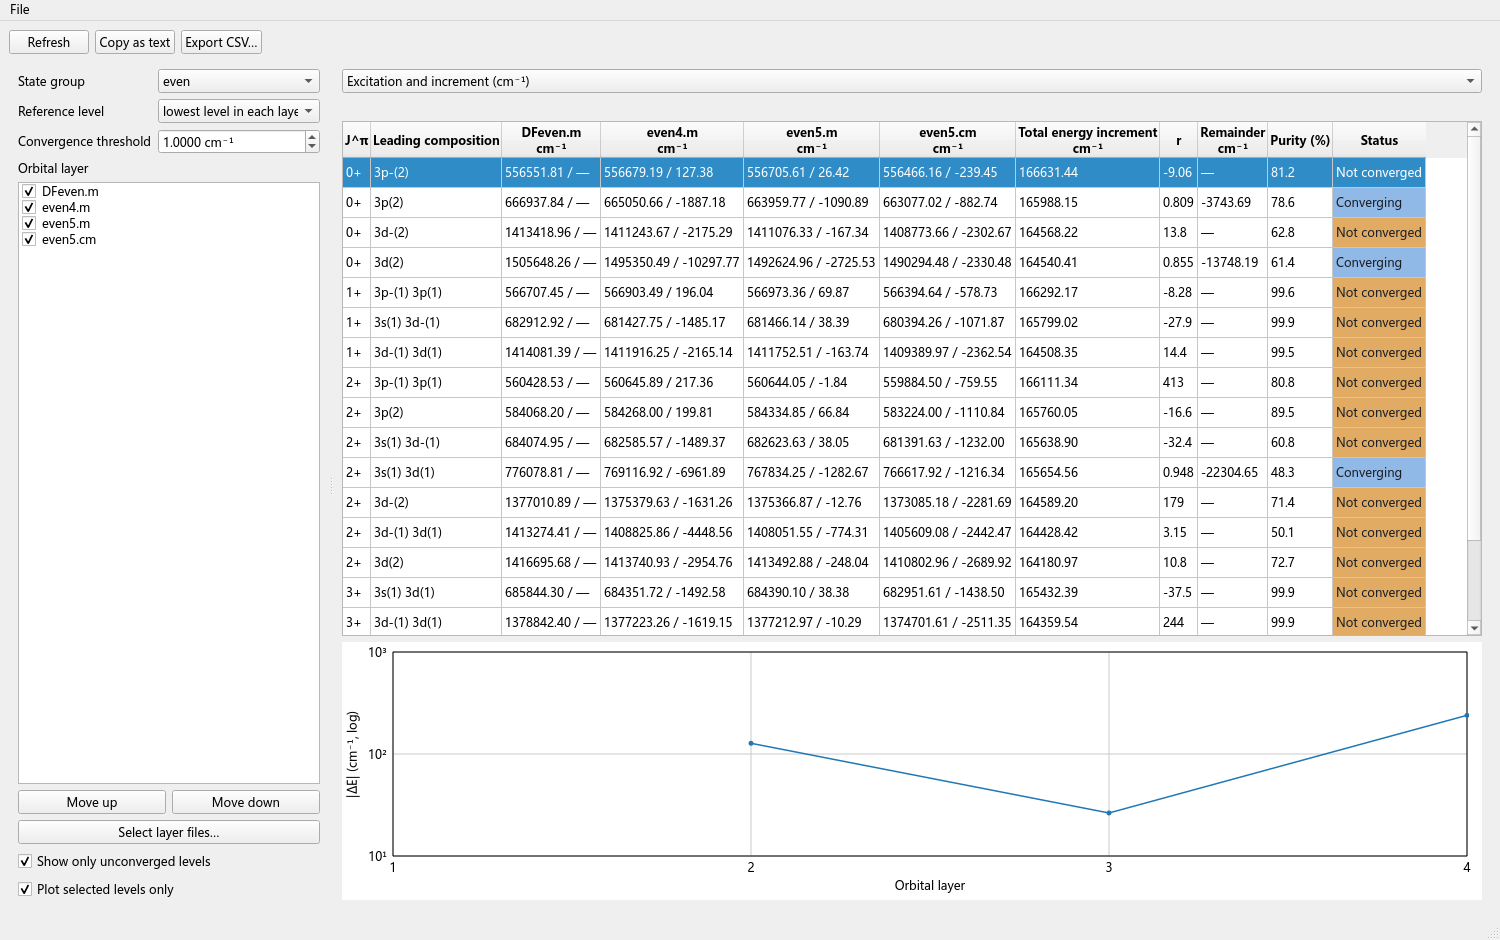 File
Refresh Copy as text Export CSV...
State group even
Reference level lowest level in each laye
Convergence threshold 1.0000 cm⁻¹
Orbital layer
DFeven.m
even4.m
even5.m
even5.cm
Move up Move down
Select layer files...
Show only unconverged levels
Plot selected levels only
Excitation and increment (cm⁻¹)
J^π Leading composition DFeven.m cm⁻¹ even4.m cm⁻¹ even5.m cm⁻¹ even5.cm cm⁻¹ Total energy increment cm⁻¹ r Remainder cm⁻¹ Purity (%) Status
0+ 3p-(2) 556551.81 / — 556679.19 / 127.38 556705.61 / 26.42 556466.16 / -239.45 166631.44 -9.06 — 81.2 Not converged
0+ 3p(2) 666937.84 / — 665050.66 / -1887.18 663959.77 / -1090.89 663077.02 / -882.74 165988.15 0.809 -3743.69 78.6 Converging
0+ 3d-(2) 1413418.96 / — 1411243.67 / -2175.29 1411076.33 / -167.34 1408773.66 / -2302.67 164568.22 13.8 — 62.8 Not converged
0+ 3d(2) 1505648.26 / — 1495350.49 / -10297.77 1492624.96 / -2725.53 1490294.48 / -2330.48 164540.41 0.855 -13748.19 61.4 Converging
1+ 3p-(1) 3p(1) 566707.45 / — 566903.49 / 196.04 566973.36 / 69.87 566394.64 / -578.73 166292.17 -8.28 — 99.6 Not converged
1+ 3s(1) 3d-(1) 682912.92 / — 681427.75 / -1485.17 681466.14 / 38.39 680394.26 / -1071.87 165799.02 -27.9 — 99.9 Not converged
1+ 3d-(1) 3d(1) 1414081.39 / — 1411916.25 / -2165.14 1411752.51 / -163.74 1409389.97 / -2362.54 164508.35 14.4 — 99.5 Not converged
2+ 3p-(1) 3p(1) 560428.53 / — 560645.89 / 217.36 560644.05 / -1.84 559884.50 / -759.55 166111.34 413 — 80.8 Not converged
2+ 3p(2) 584068.20 / — 584268.00 / 199.81 584334.85 / 66.84 583224.00 / -1110.84 165760.05 -16.6 — 89.5 Not converged
2+ 3s(1) 3d-(1) 684074.95 / — 682585.57 / -1489.37 682623.63 / 38.05 681391.63 / -1232.00 165638.90 -32.4 — 60.8 Not converged
2+ 3s(1) 3d(1) 776078.81 / — 769116.92 / -6961.89 767834.25 / -1282.67 766617.92 / -1216.34 165654.56 0.948 -22304.65 48.3 Converging
2+ 3d-(2) 1377010.89 / — 1375379.63 / -1631.26 1375366.87 / -12.76 1373085.18 / -2281.69 164589.20 179 — 71.4 Not converged
2+ 3d-(1) 3d(1) 1413274.41 / — 1408825.86 / -4448.56 1408051.55 / -774.31 1405609.08 / -2442.47 164428.42 3.15 — 50.1 Not converged
2+ 3d(2) 1416695.68 / — 1413740.93 / -2954.76 1413492.88 / -248.04 1410802.96 / -2689.92 164180.97 10.8 — 72.7 Not converged
3+ 3s(1) 3d(1) 685844.30 / — 684351.72 / -1492.58 684390.10 / 38.38 682951.61 / -1438.50 165432.39 -37.5 — 99.9 Not converged
3+ 3d-(1) 3d(1) 1378842.40 / — 1377223.26 / -1619.15 1377212.97 / -10.29 1374701.61 / -2511.35 164359.54 244 — 99.9 Not converged
10³
10²
10¹
|ΔE| (cm⁻¹, log)
1 2 3 4
Orbital layer